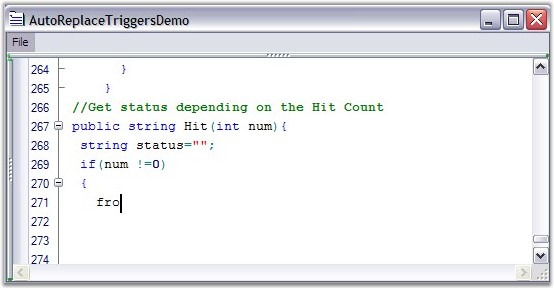 AutoReplaceTriggersDemo
File
264 }
265 }
266 //Get status depending on the Hit Count
267 public string Hit(int num){
268 string status="";
269 if(num !=0)
270 {
271 fro
272
273
274